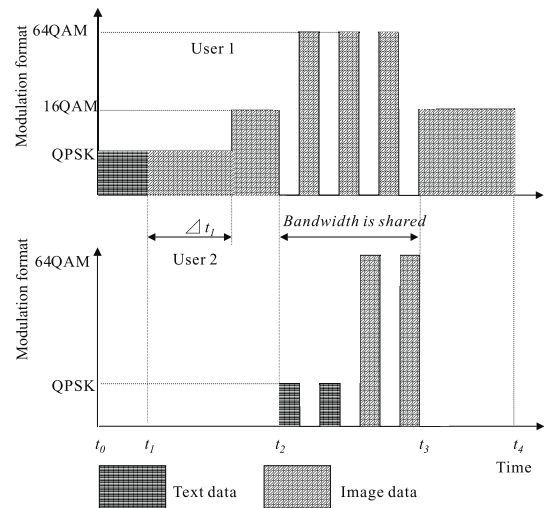 Modulation format
64QAM
User 1
16QAM
QPSK
⊿ t1
Bandwidth is shared
User 2
Modulation format
64QAM
QPSK
t0 t1 t2 t3 t4
Time
Text data
Image data